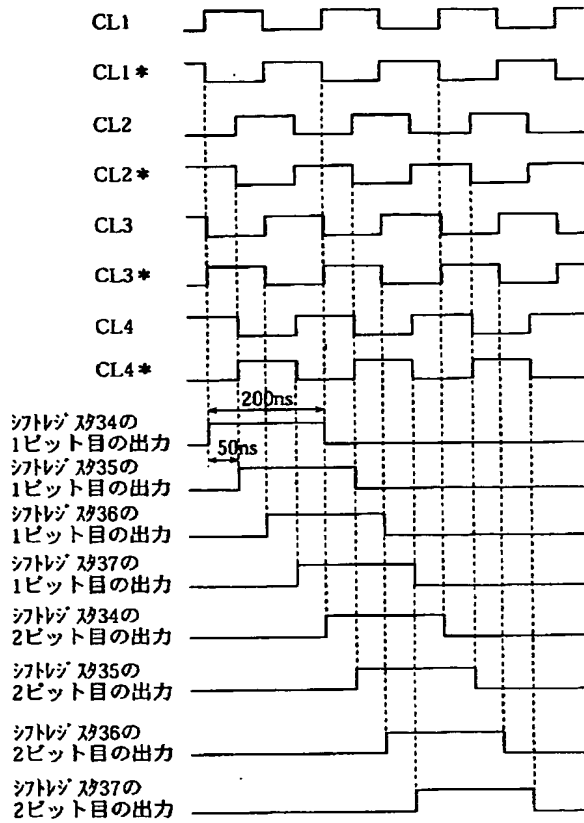 CL1
CL1*
CL2
CL2*
CL3
CL3*
CL4
CL4*
200ns
シフトレジスタ34の
1ビット目の出力
50ns
シフトレジスタ35の
1ビット目の出力
シフトレジスタ36の
1ビット目の出力
シフトレジスタ37の
1ビット目の出力
シフトレジスタ34の
2ビット目の出力
シフトレジスタ35の
2ビット目の出力
シフトレジスタ36の
2ビット目の出力
シフトレジスタ37の
2ビット目の出力